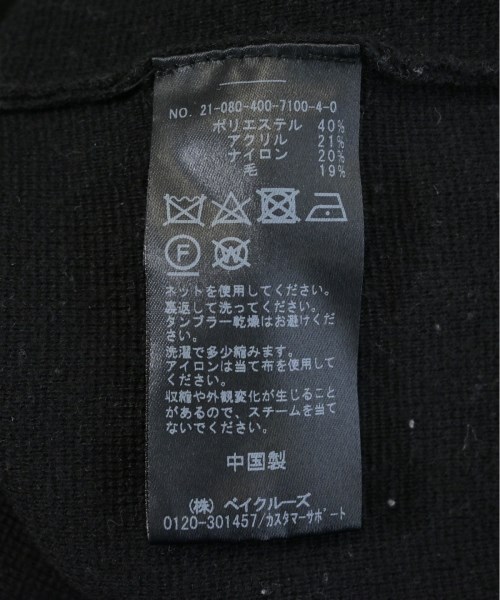 NO. 21-080-400-7100-4-0
ポリエステル 40%
アクリル 21%
ナイロン 20%
毛 19%
F W
ネットを使用してください。
裏返して洗ってください。
タンブラー乾燥はお避けくだ
さい。
洗濯で多少縮みます。
アイロンは当て布を使用して
ください。
収縮や外観変化が生じること
があるので、スチームを当て
ないでください。
中国製
(株) ベイクルーズ
0120-301457/カスタマーサポート